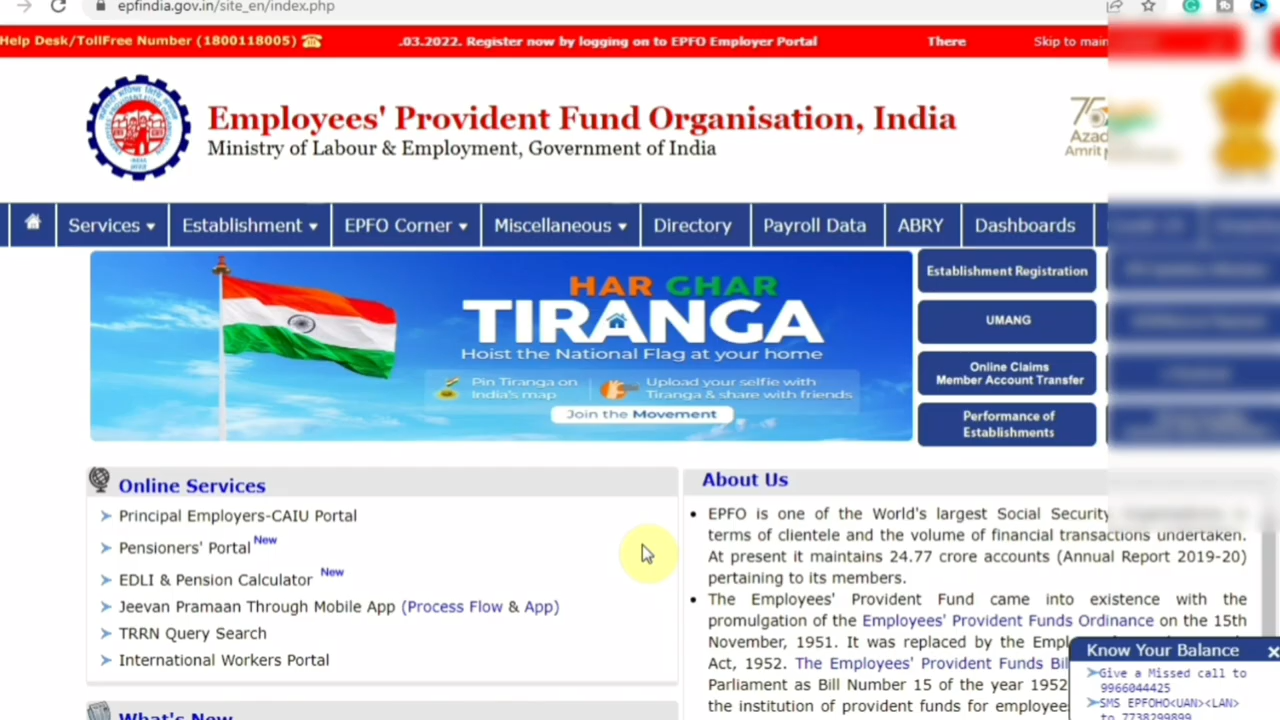 epfindia.gov.in/site_en/index.php
Help Desk/TollFree Number (1800118005)
.03.2022. Register now by logging on to EPFO Employer Portal
There
Skip to main
Employees' Provident Fund Organisation, India
Ministry of Labour & Employment, Government of India
75
Azad
Amrit
Services
Establishment
EPFO Corner
Miscellaneous
Directory
Payroll Data
ABRY
Dashboards
HAR GHAR
TIRANGA
Hoist the National Flag at your home
Pin Tiranga on
India's map
Upload your selfie with
Tiranga & share with friends
Join the Movement
Establishment Registration
UMANG
Online Claims
Member Account Transfer
Performance of
Establishments
Online Services
Principal Employers-CAIU Portal
Pensioners' Portal New
EDLI & Pension Calculator New
Jeevan Pramaan Through Mobile App (Process Flow & App)
TRRN Query Search
International Workers Portal
What's New
About Us
EPFO is one of the World's largest Social Security
terms of clientele and the volume of financial transactions undertaken.
At present it maintains 24.77 crore accounts (Annual Report 2019-20)
pertaining to its members.
The Employees' Provident Fund came into existence with the
promulgation of the Employees' Provident Funds Ordinance on the 15th
November, 1951. It was replaced by the Empl
Act, 1952. The Employees' Provident Funds Bil
Parliament as Bill Number 15 of the year 1952
the institution of provident funds for employee
Know Your Balance
Give a Missed call to
9966044425
SMS EPFOHO<UAN><LAN>
to 7738299899